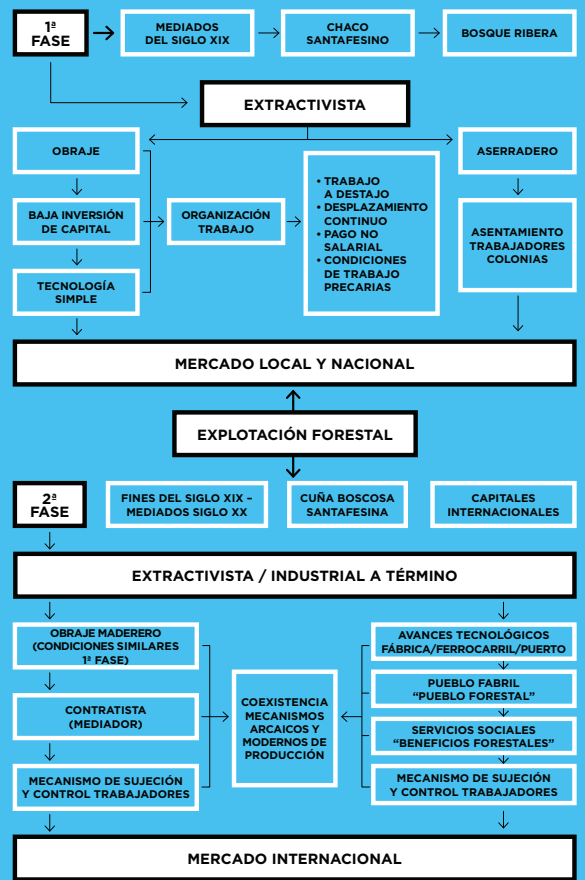 1ª
FASE
MEDIADOS
DEL SIGLO XIX
CHACO
SANTAFESINO
BOSQUE RIBERA
EXTRACTIVISTA
OBRAJE
BAJA INVERSIÓN
DE CAPITAL
TECNOLOGÍA
SIMPLE
ORGANIZACIÓN
TRABAJO
• TRABAJO
A DESTAJO
• DESPLAZAMIENTO
CONTINUO
• PAGO NO
SALARIAL
• CONDICIONES
DE TRABAJO
PRECARIAS
ASERRADERO
ASENTAMIENTO
TRABAJADORES
COLONIAS
MERCADO LOCAL Y NACIONAL
EXPLOTACIÓN FORESTAL
2ª
FASE
FINES DEL SIGLO XIX –
MEDIADOS SIGLO XX
CUÑA BOSCOSA
SANTAFESINA
CAPITALES
INTERNACIONALES
EXTRACTIVISTA / INDUSTRIAL A TÉRMINO
OBRAJE MADERERO
(CONDICIONES SIMILARES
1ª FASE)
CONTRATISTA
(MEDIADOR)
MECANISMO DE SUJECIÓN
Y CONTROL TRABAJADORES
COEXISTENCIA
MECANISMOS
ARCAICOS Y
MODERNOS DE
PRODUCCIÓN
AVANCES TECNOLÓGICOS
FÁBRICA/FERROCARRIL/PUERTO
PUEBLO FABRIL
“PUEBLO FORESTAL”
SERVICIOS SOCIALES
“BENEFICIOS FORESTALES”
MECANISMO DE SUJECIÓN
Y CONTROL TRABAJADORES
MERCADO INTERNACIONAL